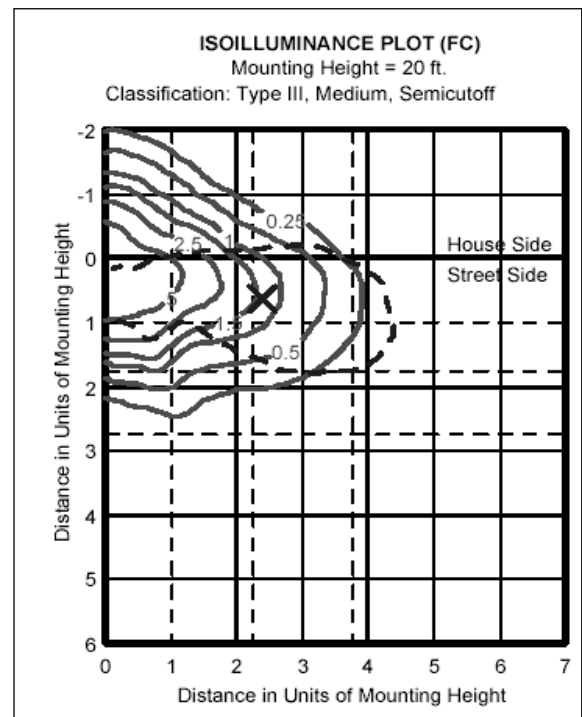 ISOILLUMINANCE PLOT (FC)
Mounting Height = 20 ft.
Classification: Type III, Medium, Semicutoff
Distance in Units of Mounting Height
-2
-1
0
1
2
3
4
5
6
0.25
2.5
1
5
1.5
0.5
House Side
Street Side
0 1 2 3 4 5 6 7
Distance in Units of Mounting Height